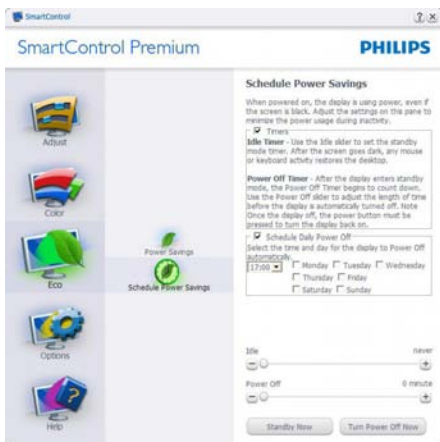 SmartControl
SmartControl Premium
PHILIPS
Adjust
Color
Eco
Options
Help
Power Savings
Schedule Power Savings
Schedule Power Savings
When powered on, the display is using power, even if
the screen is black. Adjust the settings on this pane to
minimize the power usage during inactivity.
Timers
Idle Timer - Use the Idle slider to set the standby
mode timer. After the screen goes dark, any mouse
or keyboard activity restores the desktop.
Power Off Timer - After the display enters standby
mode, the Power Off Timer begins to count down.
Use the Power Off slider to adjust the length of time
before the display a automatically turned off. Note
Once the display off, the power button must be
pressed to turn the display back on.
Schedule Daily Power Off
Select the time and day for the display to Power Off
automatically.
17:00 Monday Tuesday Wednesday
Thursday Friday
Saturday Sunday
Idle never
Power Off 0 minute
Standby Now Turn Power Off Now